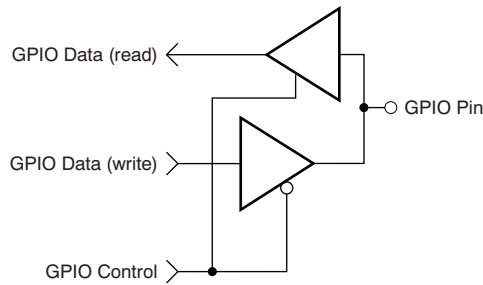 GPIO Data (read)
GPIO Pin
GPIO Data (write)
GPIO Control